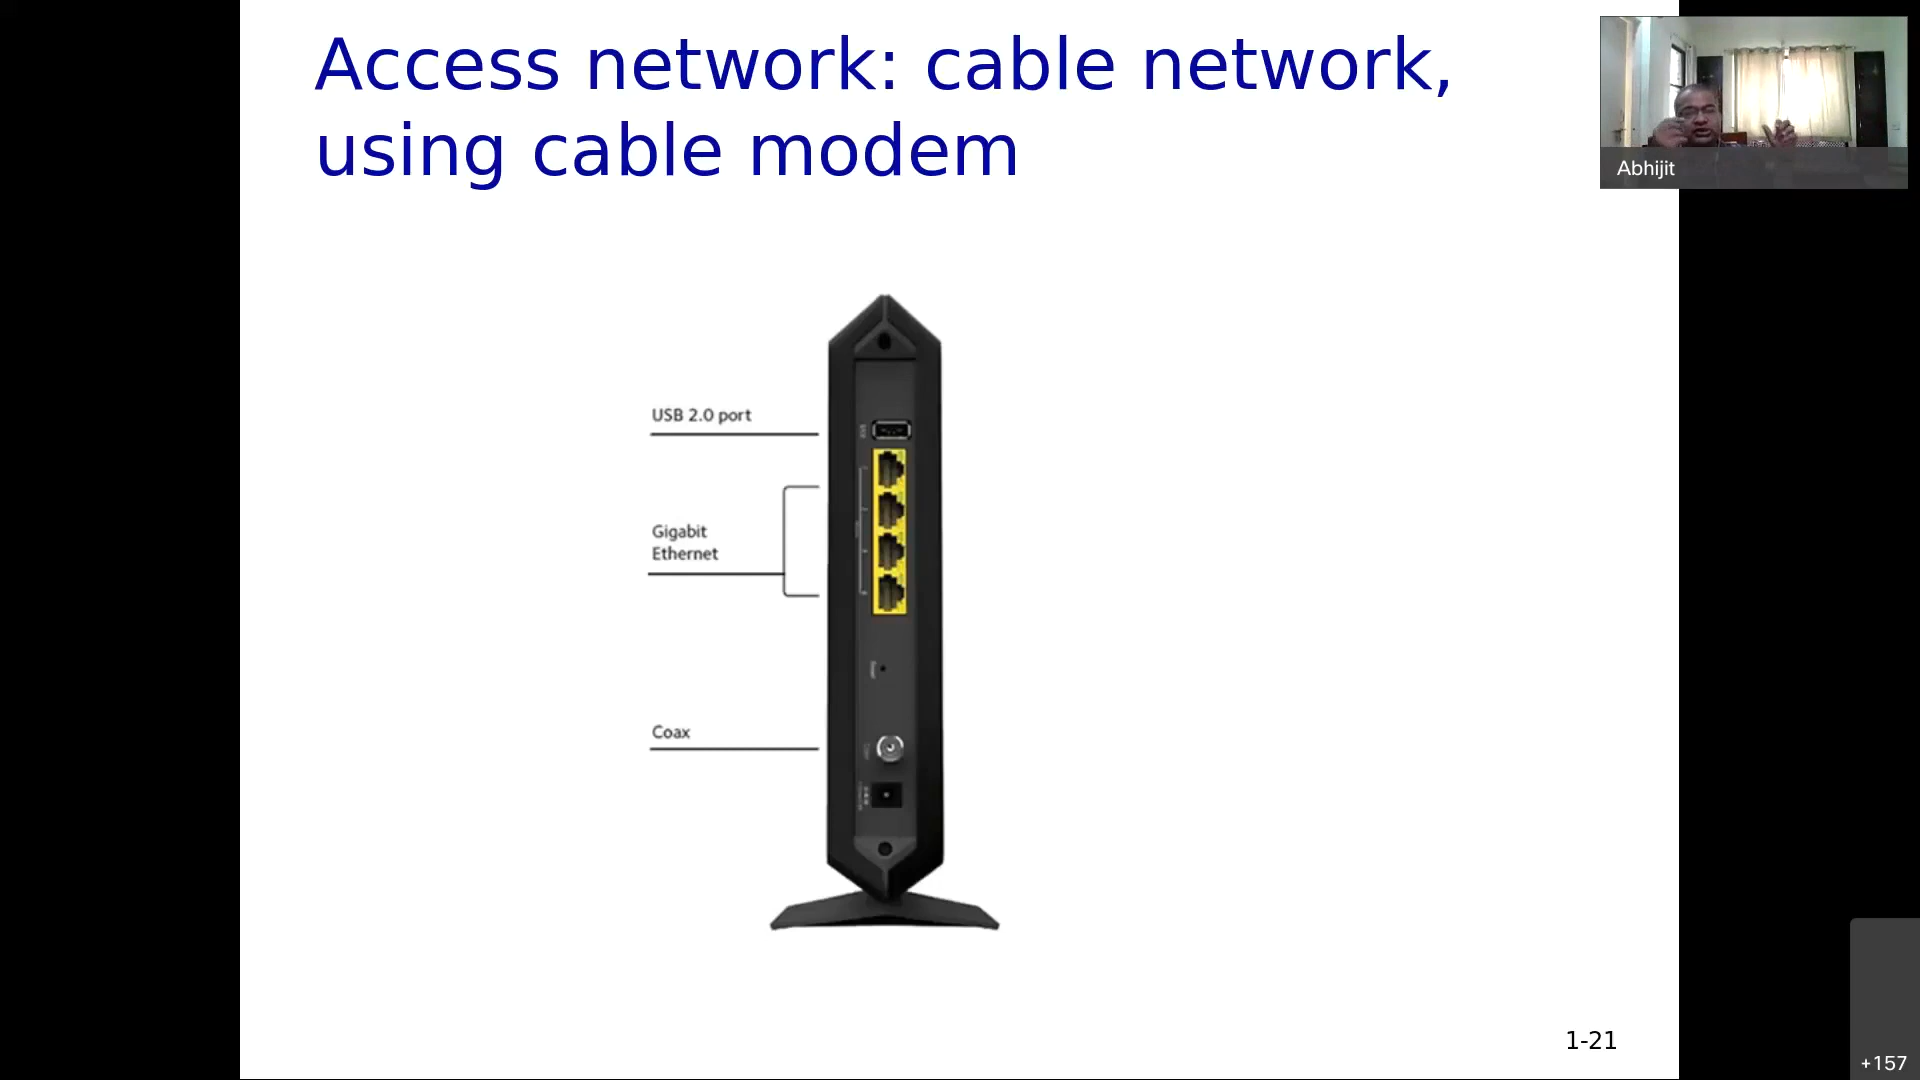 Access network: cable network,
using cable modem
Abhijit
USB 2.0 port
Gigabit
Ethernet
Coax
1-21
+157